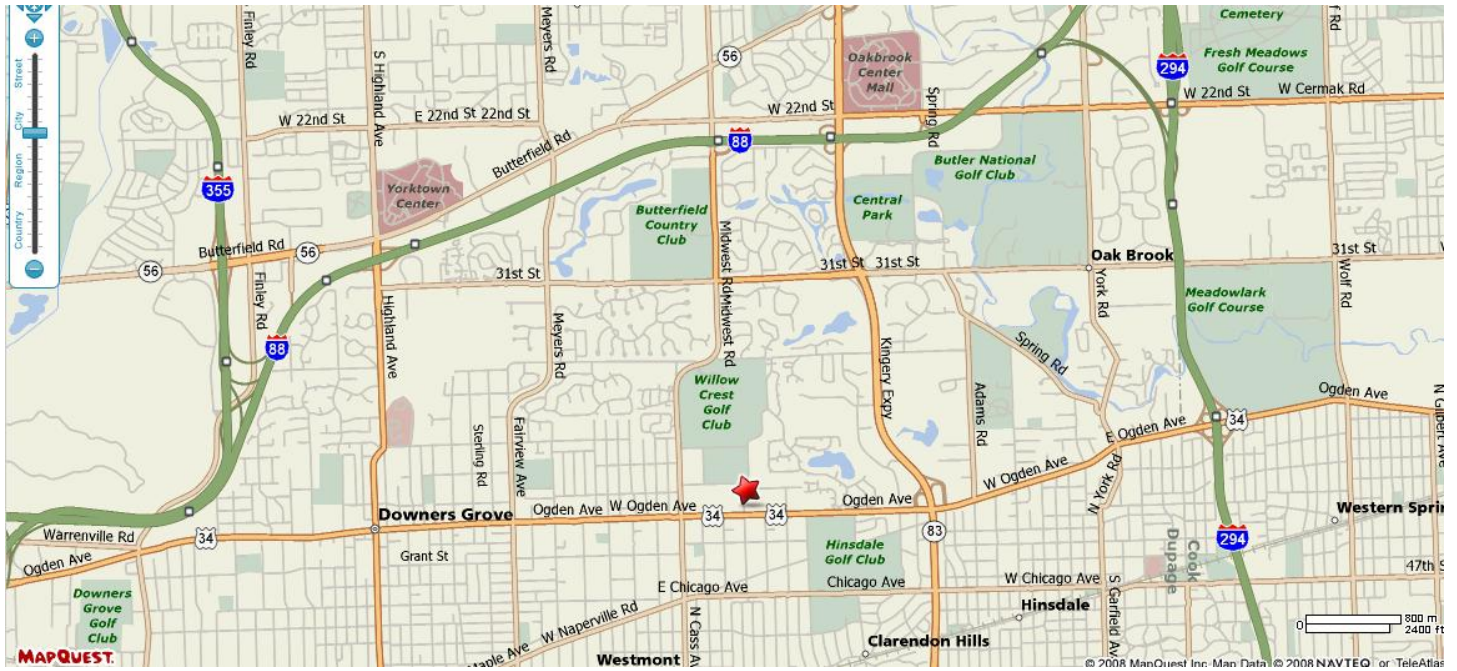 Street
City
Region
Country
Finley Rd
S Highland Ave
Meyers Rd
56
Oakbrook
Center
Mall
Cemetery
Fresh Meadows
Golf Course
294
W 22nd St
E 22nd St 22nd St
W 22nd St
Spring Rd
W 22nd St
W Cermak Rd
Butterfield Rd
88
355
Yorktown
Center
Butler National
Golf Club
Central
Park
Butterfield
Country
Club
Midwest Rd
Butterfield Rd
56
56
31st St
31st St
31st St
Oak Brook
31st St
Finley Rd
Highland Ave
Meyers Rd
Midwest Rd
York Rd
Wolf Rd
Meadowlark
Golf Course
88
Kingery Expy
Spring Rd
Adams Rd
Willow
Crest
Golf
Club
Sterling Rd
Fairview Ave
Ogden Ave
34
E Ogden Ave
W Ogden Ave
N York Rd
Ogden Ave
W Ogden Ave
34
34
Ogden Ave
Downers Grove
34
Warrenville Rd
Ogden Ave
Grant St
83
Hinsdale
Golf Club
Western Sprin
294
Cook
Dupage
47th S
E Chicago Ave
Chicago Ave
W Chicago Ave
Hinsdale
S Garfield Av
Downers
Grove
Golf
Club
W Naperville Rd
N Cass Av
Maple Ave
Westmont
Clarendon Hills
0
800 m
2400 ft
MAPQUEST.
© 2008 MapQuest Inc. Map Data © 2008 NAVTEQ or TeleAtlas